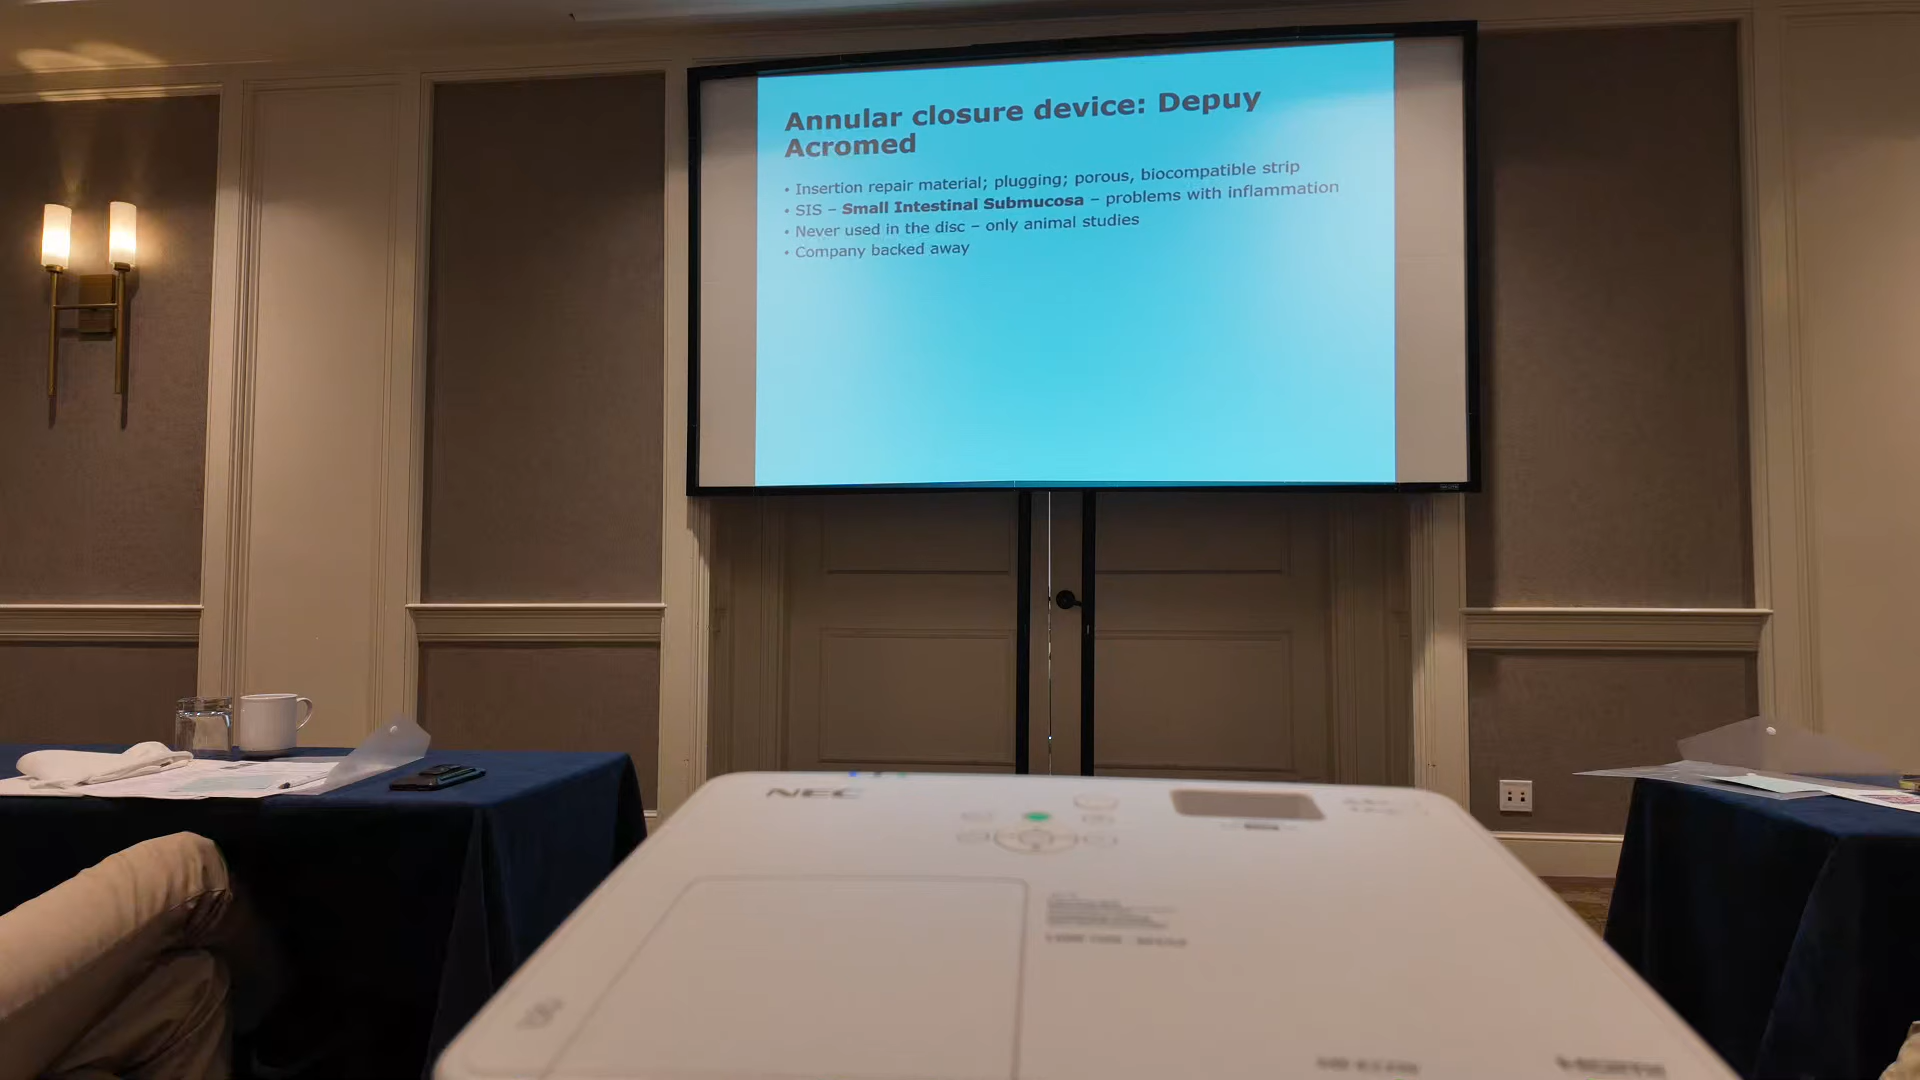 Annular closure device: Depuy
Acromed
• Insertion repair material; plugging; porous, biocompatible strip
• SIS – Small Intestinal Submucosa – problems with inflammation
• Never used in the disc – only animal studies
• Company backed away
NEC